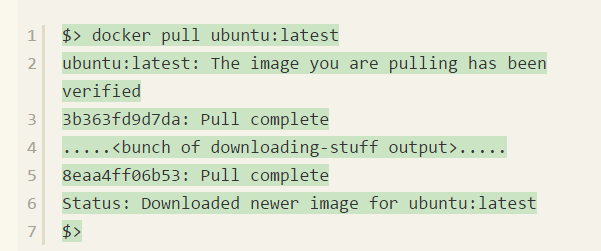 1 $> docker pull ubuntu:latest
2 ubuntu:latest: The image you are pulling has been
verified
3 3b363fd9d7da: Pull complete
4 .....<bunch of downloading-stuff output>.....
5 8eaa4ff06b53: Pull complete
6 Status: Downloaded newer image for ubuntu:latest
7 $>